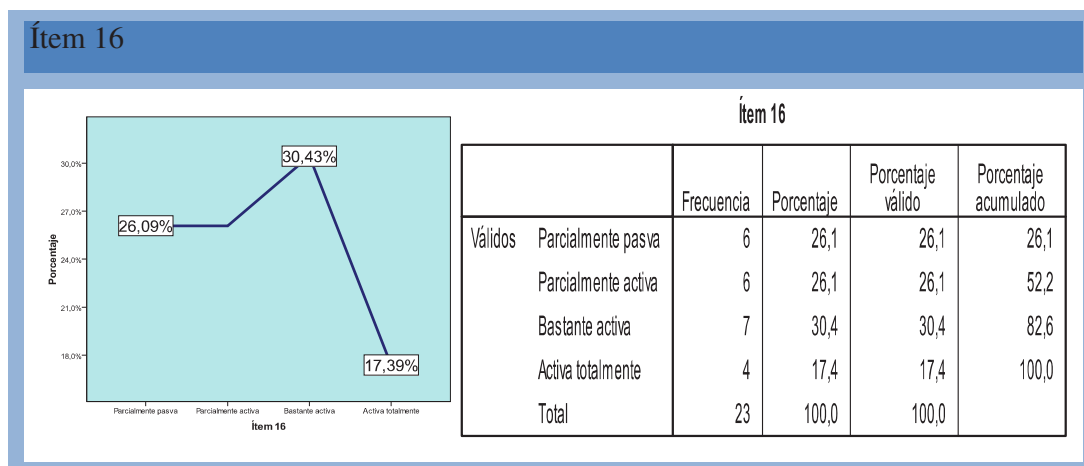 Ítem 16
Porcentaje
30,0%
27,0%
24,0%
21,0%
18,0%
26,09%
30,43%
17,39%
Parcialmente pasva Parcialmente activa Bastante activa Activa totalmente
Ítem 16
Ítem 16
Frecuencia Porcentaje Porcentaje válido Porcentaje acumulado
Válidos Parcialmente pasva 6 26,1 26,1 26,1
Parcialmente activa 6 26,1 26,1 52,2
Bastante activa 7 30,4 30,4 82,6
Activa totalmente 4 17,4 17,4 100,0
Total 23 100,0 100,0